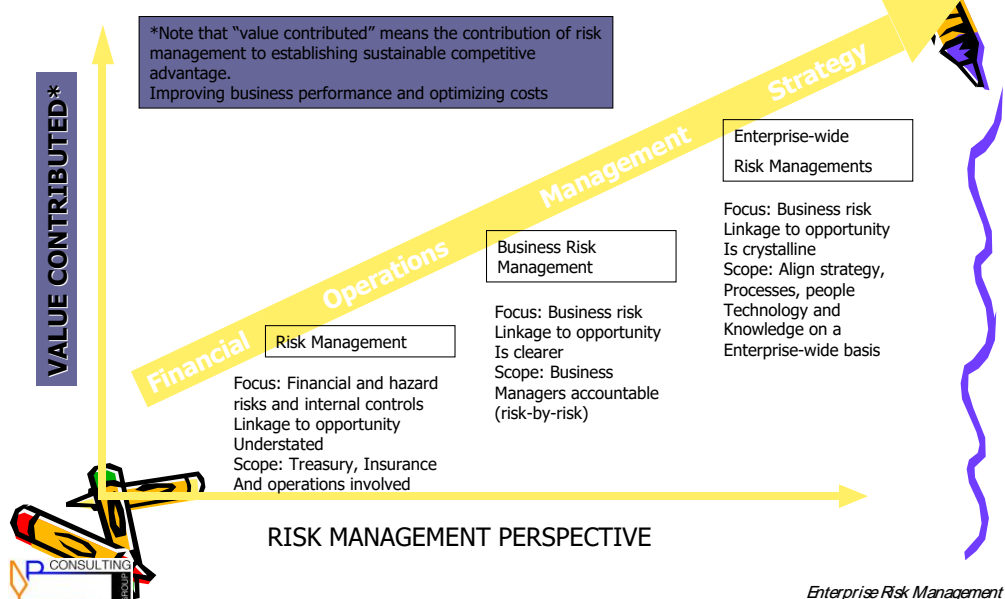 *Note that “value contributed” means the contribution of risk
management to establishing sustainable competitive
advantage.
Improving business performance and optimizing costs
VALUE CONTRIBUTED*
Financial Operations Management Strategy
Risk Management
Focus: Financial and hazard
risks and internal controls
Linkage to opportunity
Understated
Scope: Treasury, Insurance
And operations involved
Business Risk
Management
Focus: Business risk
Linkage to opportunity
Is clearer
Scope: Business
Managers accountable
(risk-by-risk)
Enterprise-wide
Risk Managements
Focus: Business risk
Linkage to opportunity
Is crystalline
Scope: Align strategy,
Processes, people
Technology and
Knowledge on a
Enterprise-wide basis
RISK MANAGEMENT PERSPECTIVE
CONSULTING
GROUP
Enterprise Risk Management